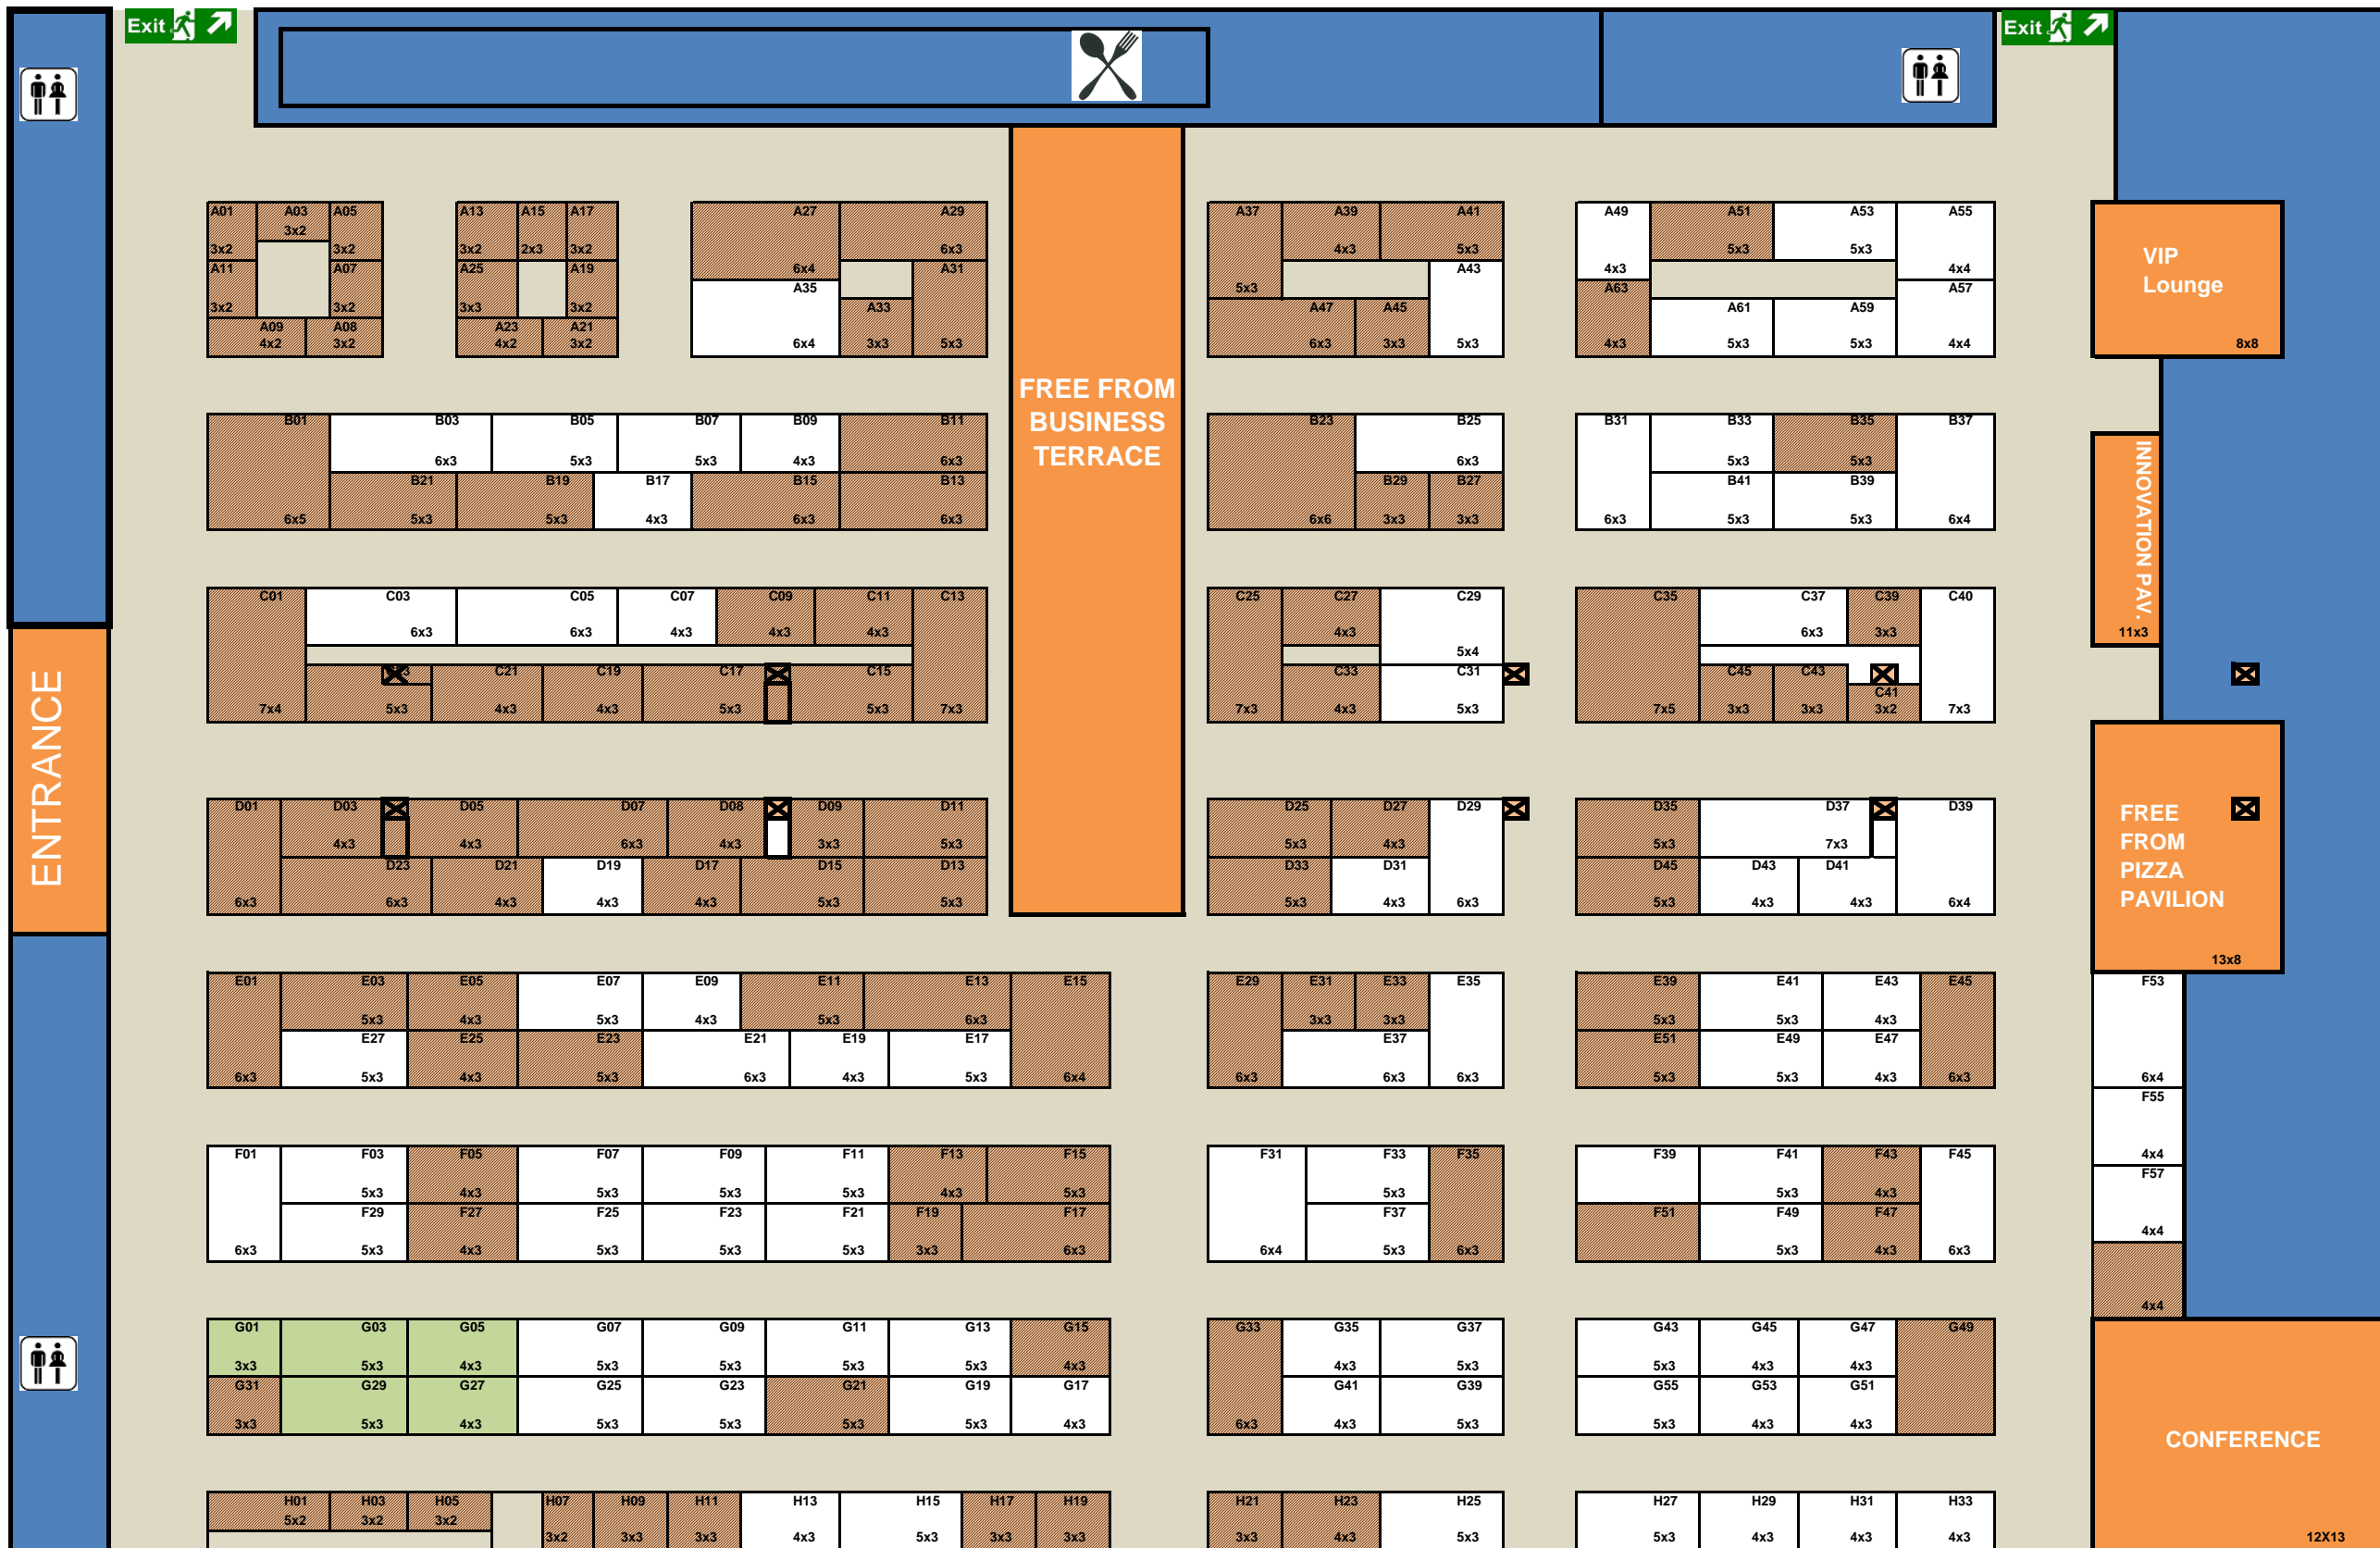 Exit
Exit
A01 A03 A05 A13 A15 A17 A27 A29 A37 A39 A41 A49 A51 A53 A55
3x2
3x2 3x2 3x2 2x3 3x2 6x3 4x3 5x3 5x3 5x3
VIP
Lounge
A11 A07 A25 A19 6x4 A31 A43 4x3 4x4
A35 5x3 A63 A57
3x2 3x2 3x3 3x2 A33 A47 A45 A61 A59
A09 A08 A23 A21
4x2 3x2 4x2 3x2 6x4 3x3 5x3 6x3 3x3 5x3 4x3 5x3 5x3 4x4 8x8
FREE FROM
BUSINESS
TERRACE
B01 B03 B05 B07 B09 B11 B23 B25 B31 B33 B35 B37
6x3 5x3 5x3 4x3 6x3 6x3 5x3 5x3
B21 B19 B17 B15 B13 B29 B27 B41 B39
6x5 5x3 5x3 4x3 6x3 6x3 6x6 3x3 3x3 6x3 5x3 5x3 6x4
INNOVATION PAV.
11x3
C01 C03 C05 C07 C09 C11 C13 C25 C27 C29 C35 C37 C39 C40
6x3 6x3 4x3 4x3 4x3 4x3 6x3 3x3
5x4
C21 C19 C17 C15 C33 C31 C45 C43
C41
7x4 5x3 4x3 4x3 5x3 5x3 7x3 7x3 4x3 5x3 7x5 3x3 3x3 3x2 7x3
ENTRANCE
D01 D03 D05 D07 D08 D09 D11 D25 D27 D29 D35 D37 D39
4x3 4x3 6x3 4x3 3x3 5x3 5x3 4x3 5x3 7x3
D23 D21 D19 D17 D15 D13 D33 D31 D45 D43 D41
6x3 6x3 4x3 4x3 4x3 5x3 5x3 5x3 4x3 6x3 5x3 4x3 4x3 6x4
FREE
FROM
PIZZA
PAVILION
13x8
E01 E03 E05 E07 E09 E11 E13 E15 E29 E31 E33 E35 E39 E41 E43 E45 F53
5x3 4x3 5x3 4x3 5x3 6x3 3x3 3x3 5x3 5x3 4x3
E27 E25 E23 E21 E19 E17 E37 E51 E49 E47
6x3 5x3 4x3 5x3 6x3 4x3 5x3 6x4 6x3 6x3 6x3 5x3 5x3 4x3 6x3 6x4
F55
F01 F03 F05 F07 F09 F11 F13 F15 F31 F33 F35 F39 F41 F43 F45 4x4
F57
5x3 4x3 5x3 5x3 5x3 4x3 5x3 5x3 5x3 4x3
F29 F27 F25 F23 F21 F19 F17 F37 F51 F49 F47
6x3 5x3 4x3 5x3 5x3 5x3 3x3 6x3 6x4 5x3 6x3 5x3 4x3 6x3 4x4
4x4
G01 G03 G05 G07 G09 G11 G13 G15 G33 G35 G37 G43 G45 G47 G49
3x3 5x3 4x3 5x3 5x3 5x3 5x3 4x3 4x3 5x3 5x3 4x3 4x3
G31 G29 G27 G25 G23 G21 G19 G17 G41 G39 G55 G53 G51
3x3 5x3 4x3 5x3 5x3 5x3 5x3 4x3 6x3 4x3 5x3 5x3 4x3 4x3
CONFERENCE
H01 H03 H05 H07 H09 H11 H13 H15 H17 H19 H21 H23 H25 H27 H29 H31 H33
5x2 3x2 3x2
3x2 3x3 3x3 4x3 5x3 3x3 3x3 3x3 4x3 5x3 5x3 4x3 4x3 4x3 12X13